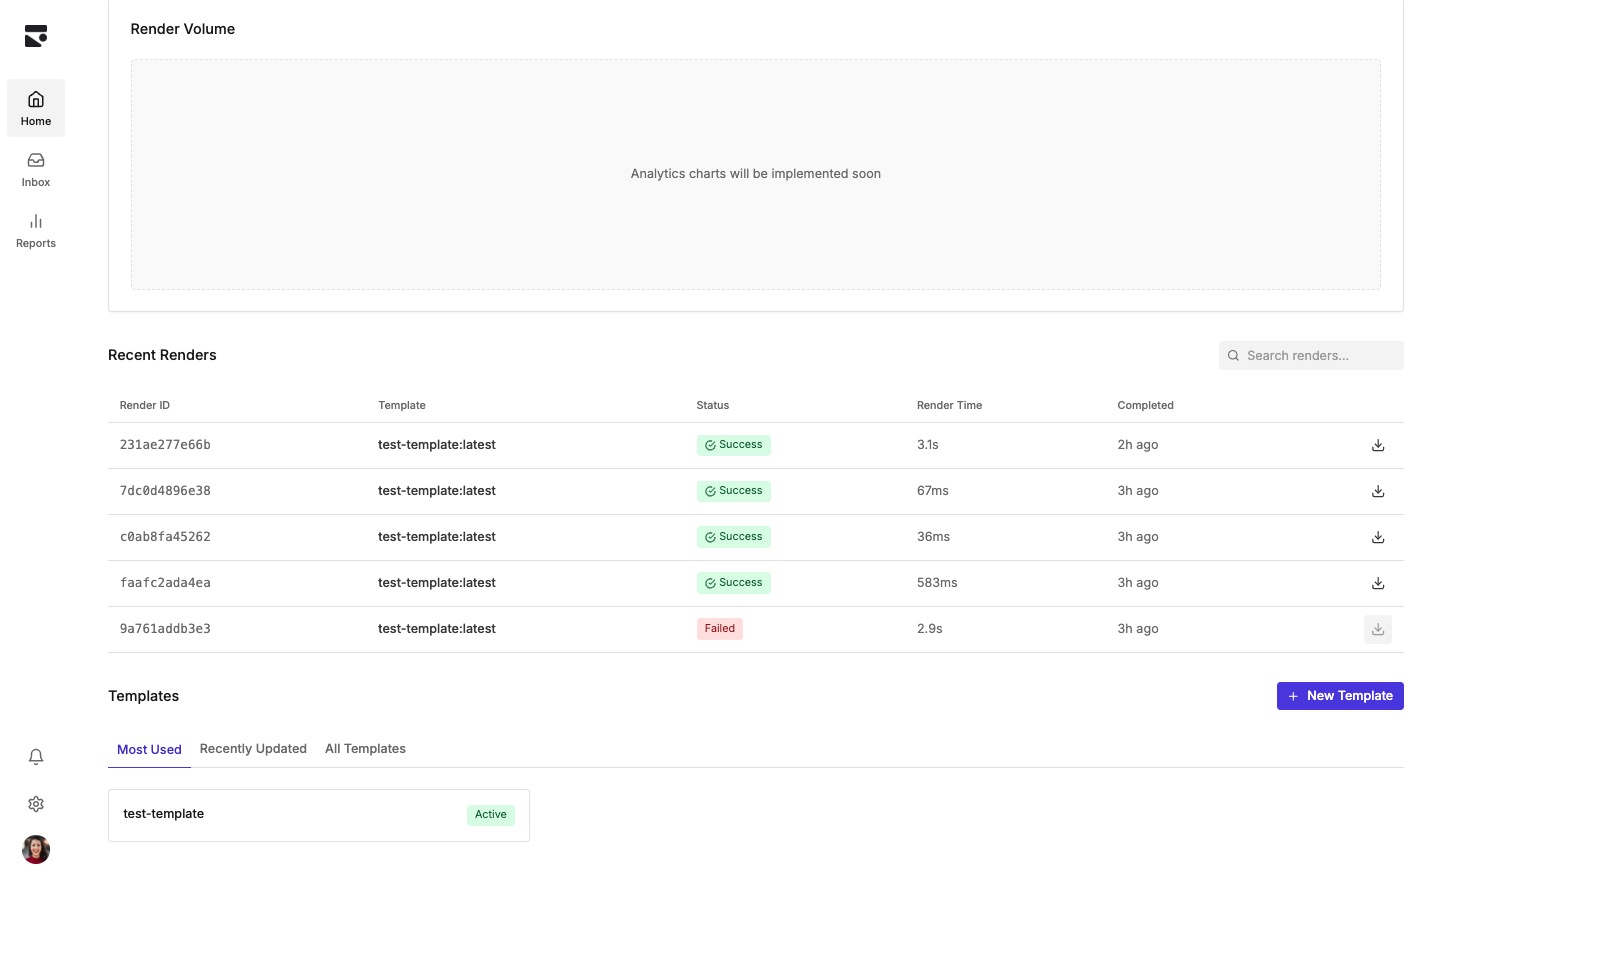 Render Volume
Home
Analytics charts will be implemented soon
Inbox
Reports
Recent Renders
Search renders...
Render ID Template Status Render Time Completed
231ae277e66b test-template:latest Success 3.1s 2h ago
7dc0d4896e38 test-template:latest Success 67ms 3h ago
c0ab8fa45262 test-template:latest Success 36ms 3h ago
faafc2ada4ea test-template:latest Success 583ms 3h ago
9a761addb3e3 test-template:latest Failed 2.9s 3h ago
Templates
New Template
Most Used Recently Updated All Templates
test-template Active